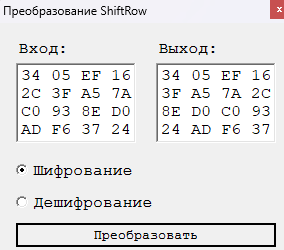 Преобразование ShiftRow
x
Вход: Выход:
34 05 EF 16 34 05 EF 16
2C 3F A5 7A 3F A5 7A 2C
C0 93 8E D0 8E D0 C0 93
AD F6 37 24 24 AD F6 37
Шифрование
Дешифрование
Преобразовать